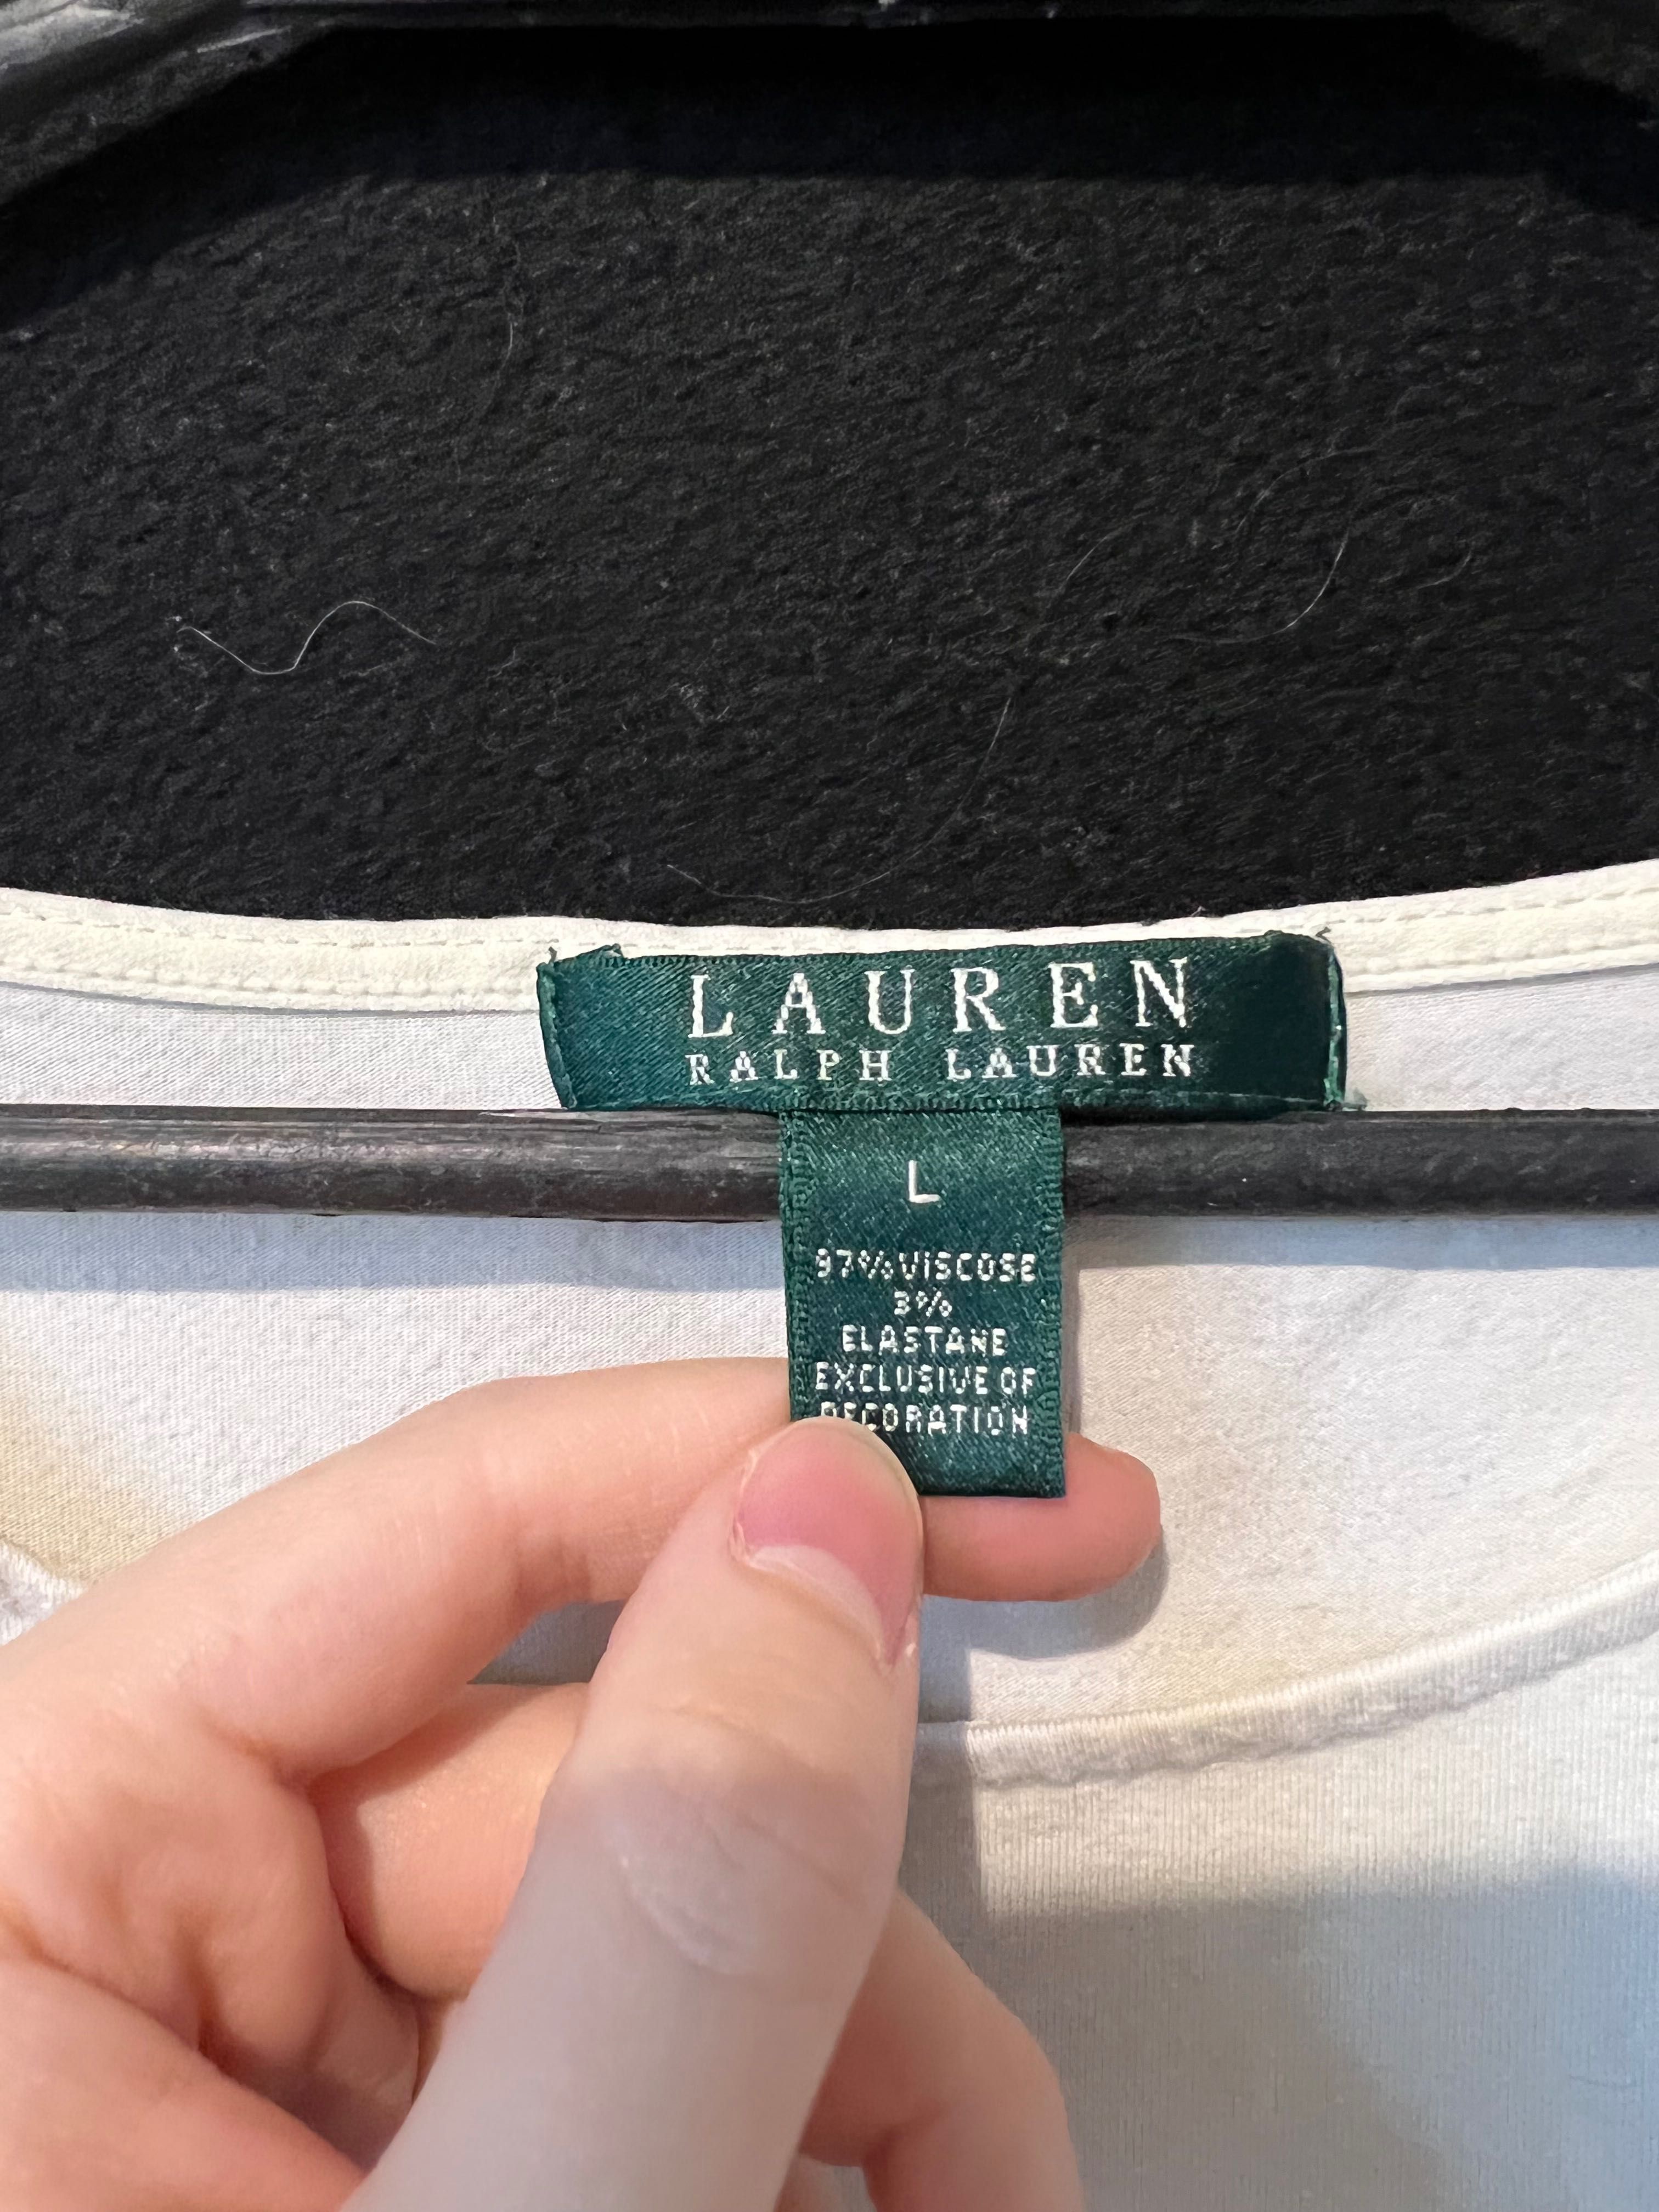 LAUREN
RALPH LAUREN
L
97% VISCOSE
3%
ELASTANE
EXCLUSIVE OF
DECORATION